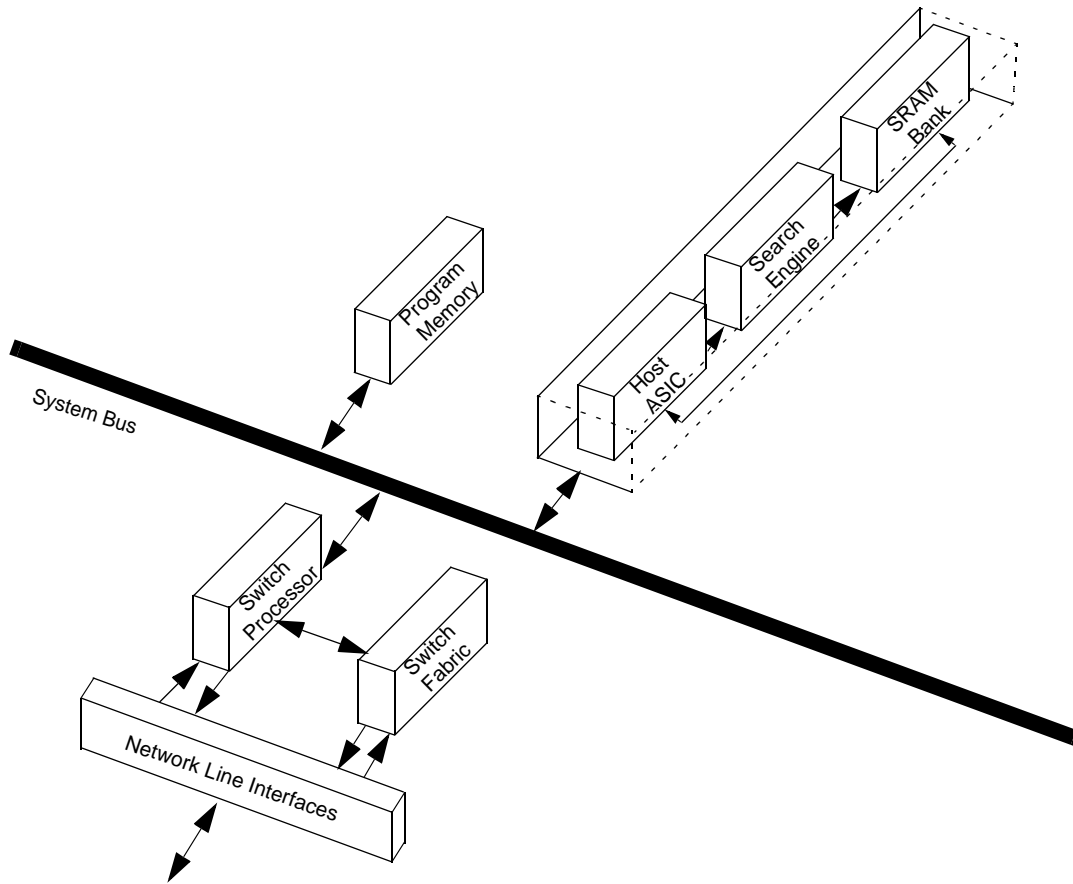 SRAM
Bank
Search
Engine
Program
Memory
Host
ASIC
System Bus
Switch
Processor
Switch
Fabric
Network Line Interfaces